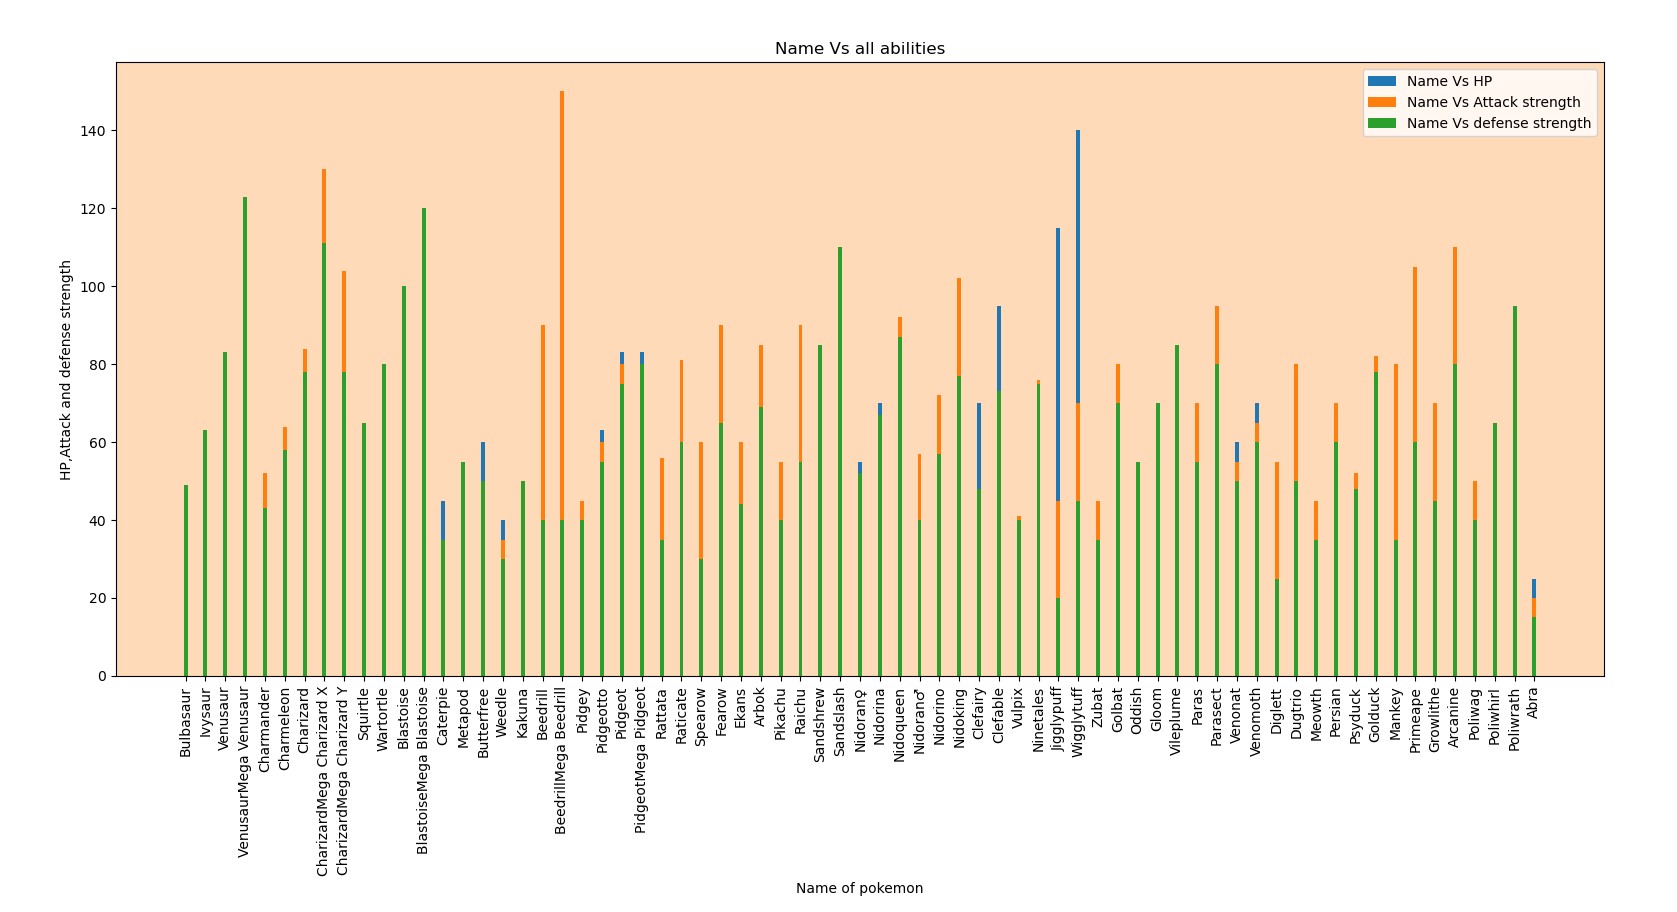 Name Vs all abilities
Name Vs HP
Name Vs Attack strength
Name Vs defense strength
HP,Attack and defense strength
140
120
100
80
60
40
20
0
Bulbasaur
Ivysaur
Venusaur
VenusaurMega Venusaur
Charmander
Charmeleon
Charizard
CharizardMega Charizard X
CharizardMega Charizard Y
Squirtle
Wartortle
Blastoise
BlastoiseMega Blastoise
Caterpie
Metapod
Butterfree
Weedle
Kakuna
Beedrill
BeedrillMega Beedrill
Pidgey
Pidgeotto
Pidgeot
PidgeotMega Pidgeot
Rattata
Raticate
Spearow
Fearow
Ekans
Arbok
Pikachu
Raichu
Sandshrew
Sandslash
Nidoran♀
Nidorina
Nidoqueen
Nidoran♂
Nidorino
Nidoking
Clefairy
Clefable
Vulpix
Ninetales
Jigglypuff
Wigglytuff
Zubat
Golbat
Oddish
Gloom
Vileplume
Paras
Parasect
Venonat
Venomoth
Diglett
Dugtrio
Meowth
Persian
Psyduck
Golduck
Mankey
Primeape
Growlithe
Arcanine
Poliwag
Poliwhirl
Poliwrath
Abra
Name of pokemon